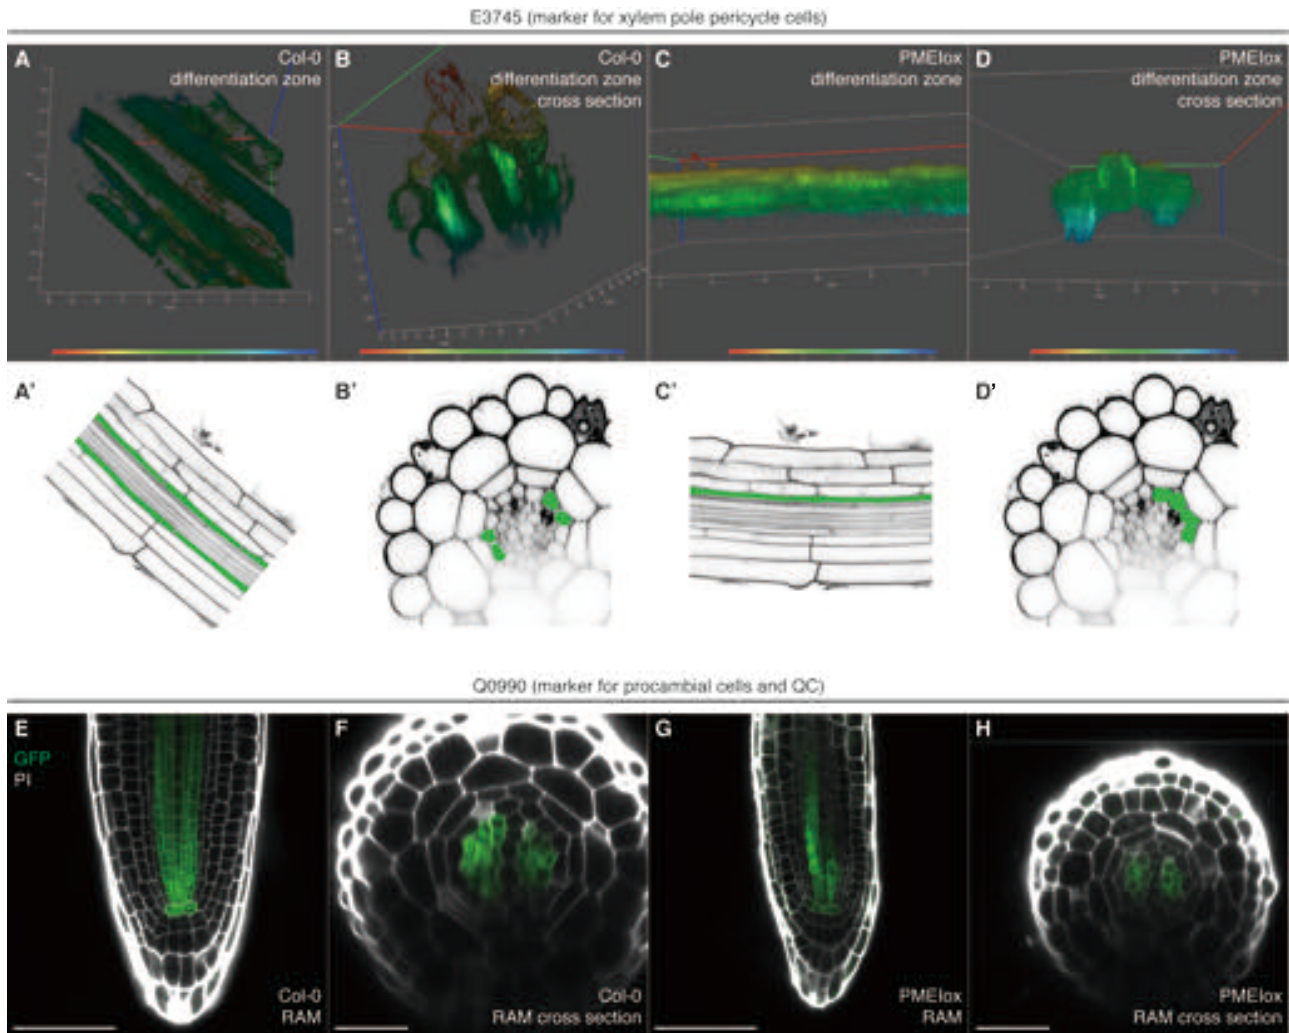 E3745 (marker for xylem pole pericycle cells)
A
Col-0
differentiation zone
B
Col-0
differentiation zone
cross section
C
PMEIox
differentiation zone
D
PMEIox
differentiation zone
cross section
A'
B'
C'
D'
Q0990 (marker for procambial cells and QC)
E
GFP
PI
Col-0
RAM
F
Col-0
RAM cross section
G
PMEIox
RAM
H
PMEIox
RAM cross section